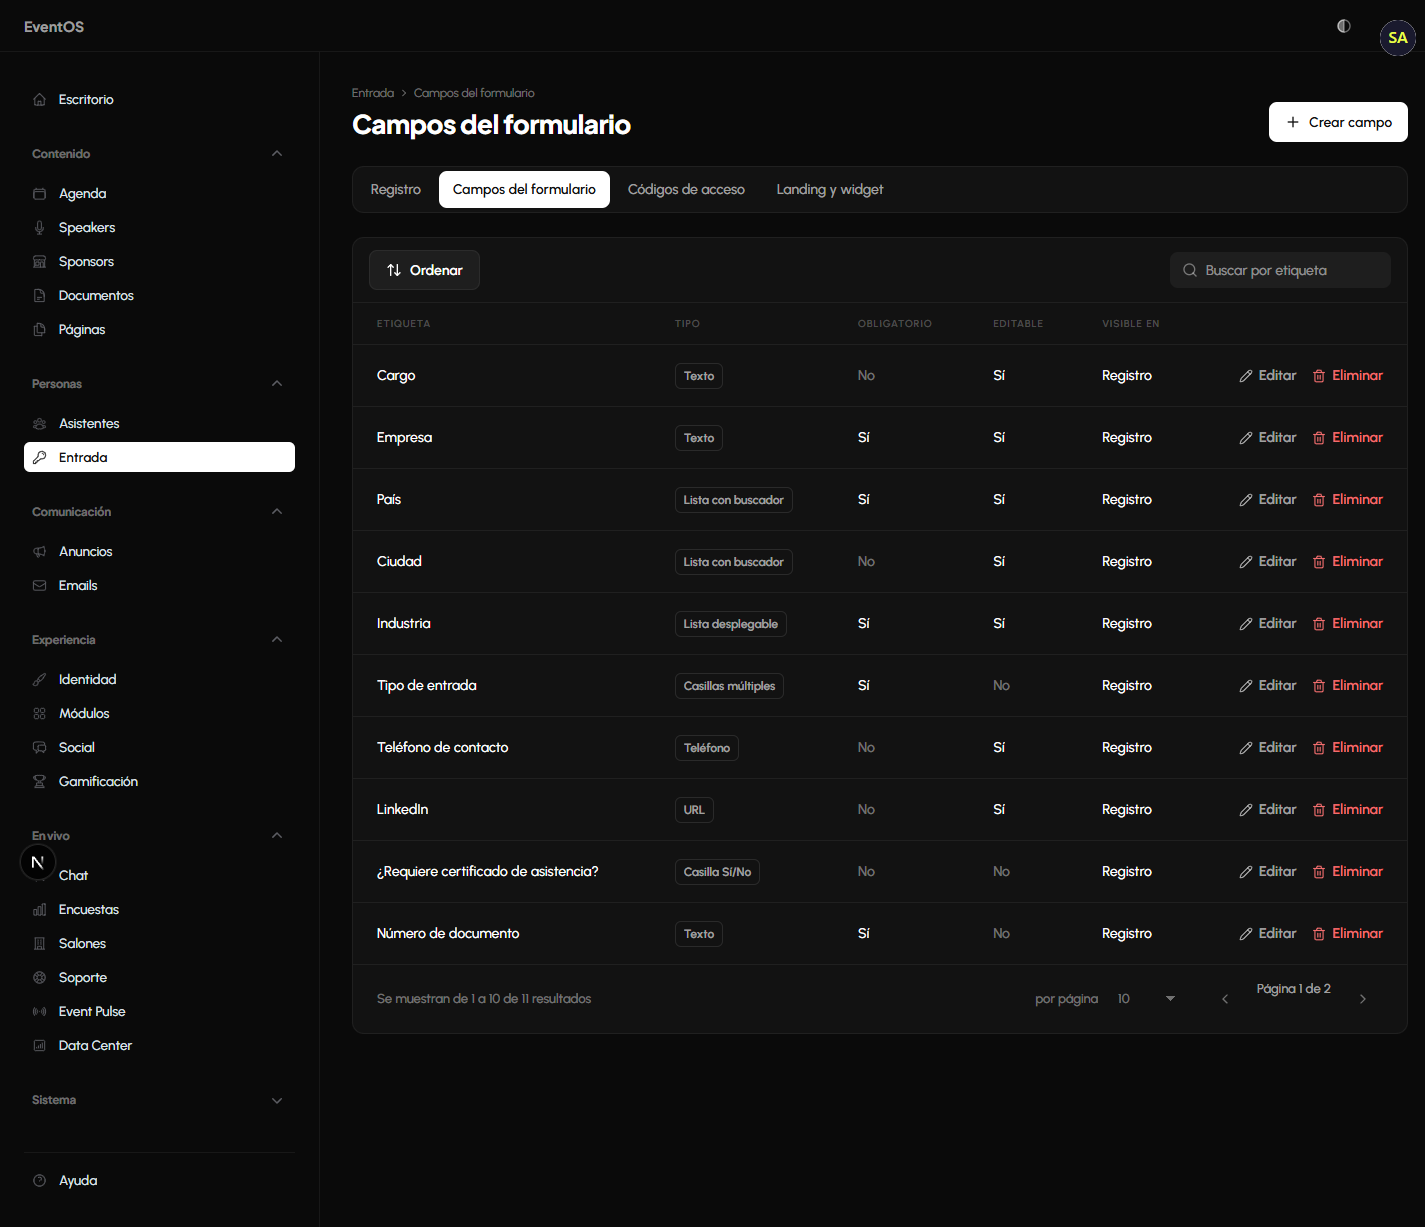 EventOS
SA
Escritorio
Contenido
Agenda
Speakers
Sponsors
Documentos
Páginas
Personas
Asistentes
Entrada
Comunicación
Anuncios
Emails
Experiencia
Identidad
Módulos
Social
Gamificación
En vivo
N
Chat
Encuestas
Salones
Soporte
Event Pulse
Data Center
Sistema
Ayuda
Entrada > Campos del formulario
Campos del formulario
+ Crear campo
Registro Campos del formulario Códigos de acceso Landing y widget
Ordenar Buscar por etiqueta
ETIQUETA TIPO OBLIGATORIO EDITABLE VISIBLE EN
Cargo Texto No Sí Registro Editar Eliminar
Empresa Texto Sí Sí Registro Editar Eliminar
País Lista con buscador Sí Sí Registro Editar Eliminar
Ciudad Lista con buscador No Sí Registro Editar Eliminar
Industria Lista desplegable Sí Sí Registro Editar Eliminar
Tipo de entrada Casillas múltiples Sí No Registro Editar Eliminar
Teléfono de contacto Teléfono No Sí Registro Editar Eliminar
LinkedIn URL No Sí Registro Editar Eliminar
¿Requiere certificado de asistencia? Casilla Sí/No No No Registro Editar Eliminar
Número de documento Texto Sí No Registro Editar Eliminar
Se muestran de 1 a 10 de 11 resultados por página 10 Página 1 de 2